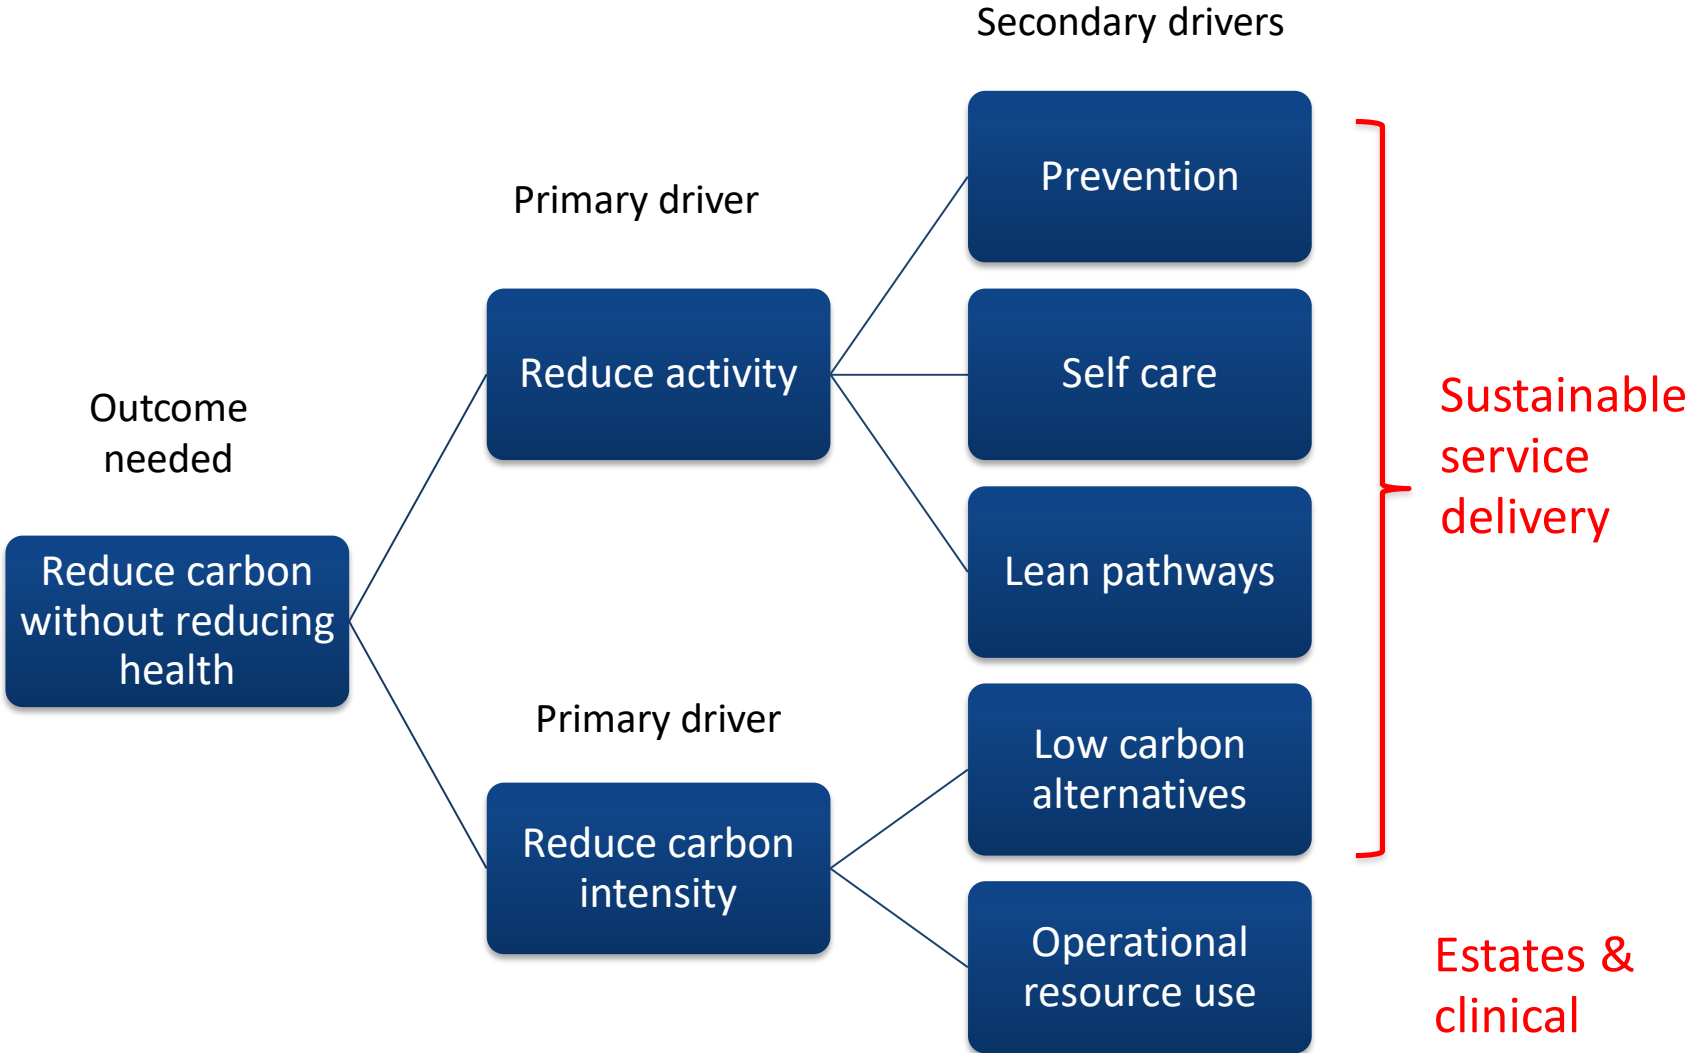 Secondary drivers
Prevention
Primary driver
Reduce activity
Self care
Outcome
needed
Sustainable
service
delivery
Lean pathways
Reduce carbon
without reducing
health
Primary driver
Low carbon
alternatives
Reduce carbon
intensity
Operational
resource use
Estates &
clinical